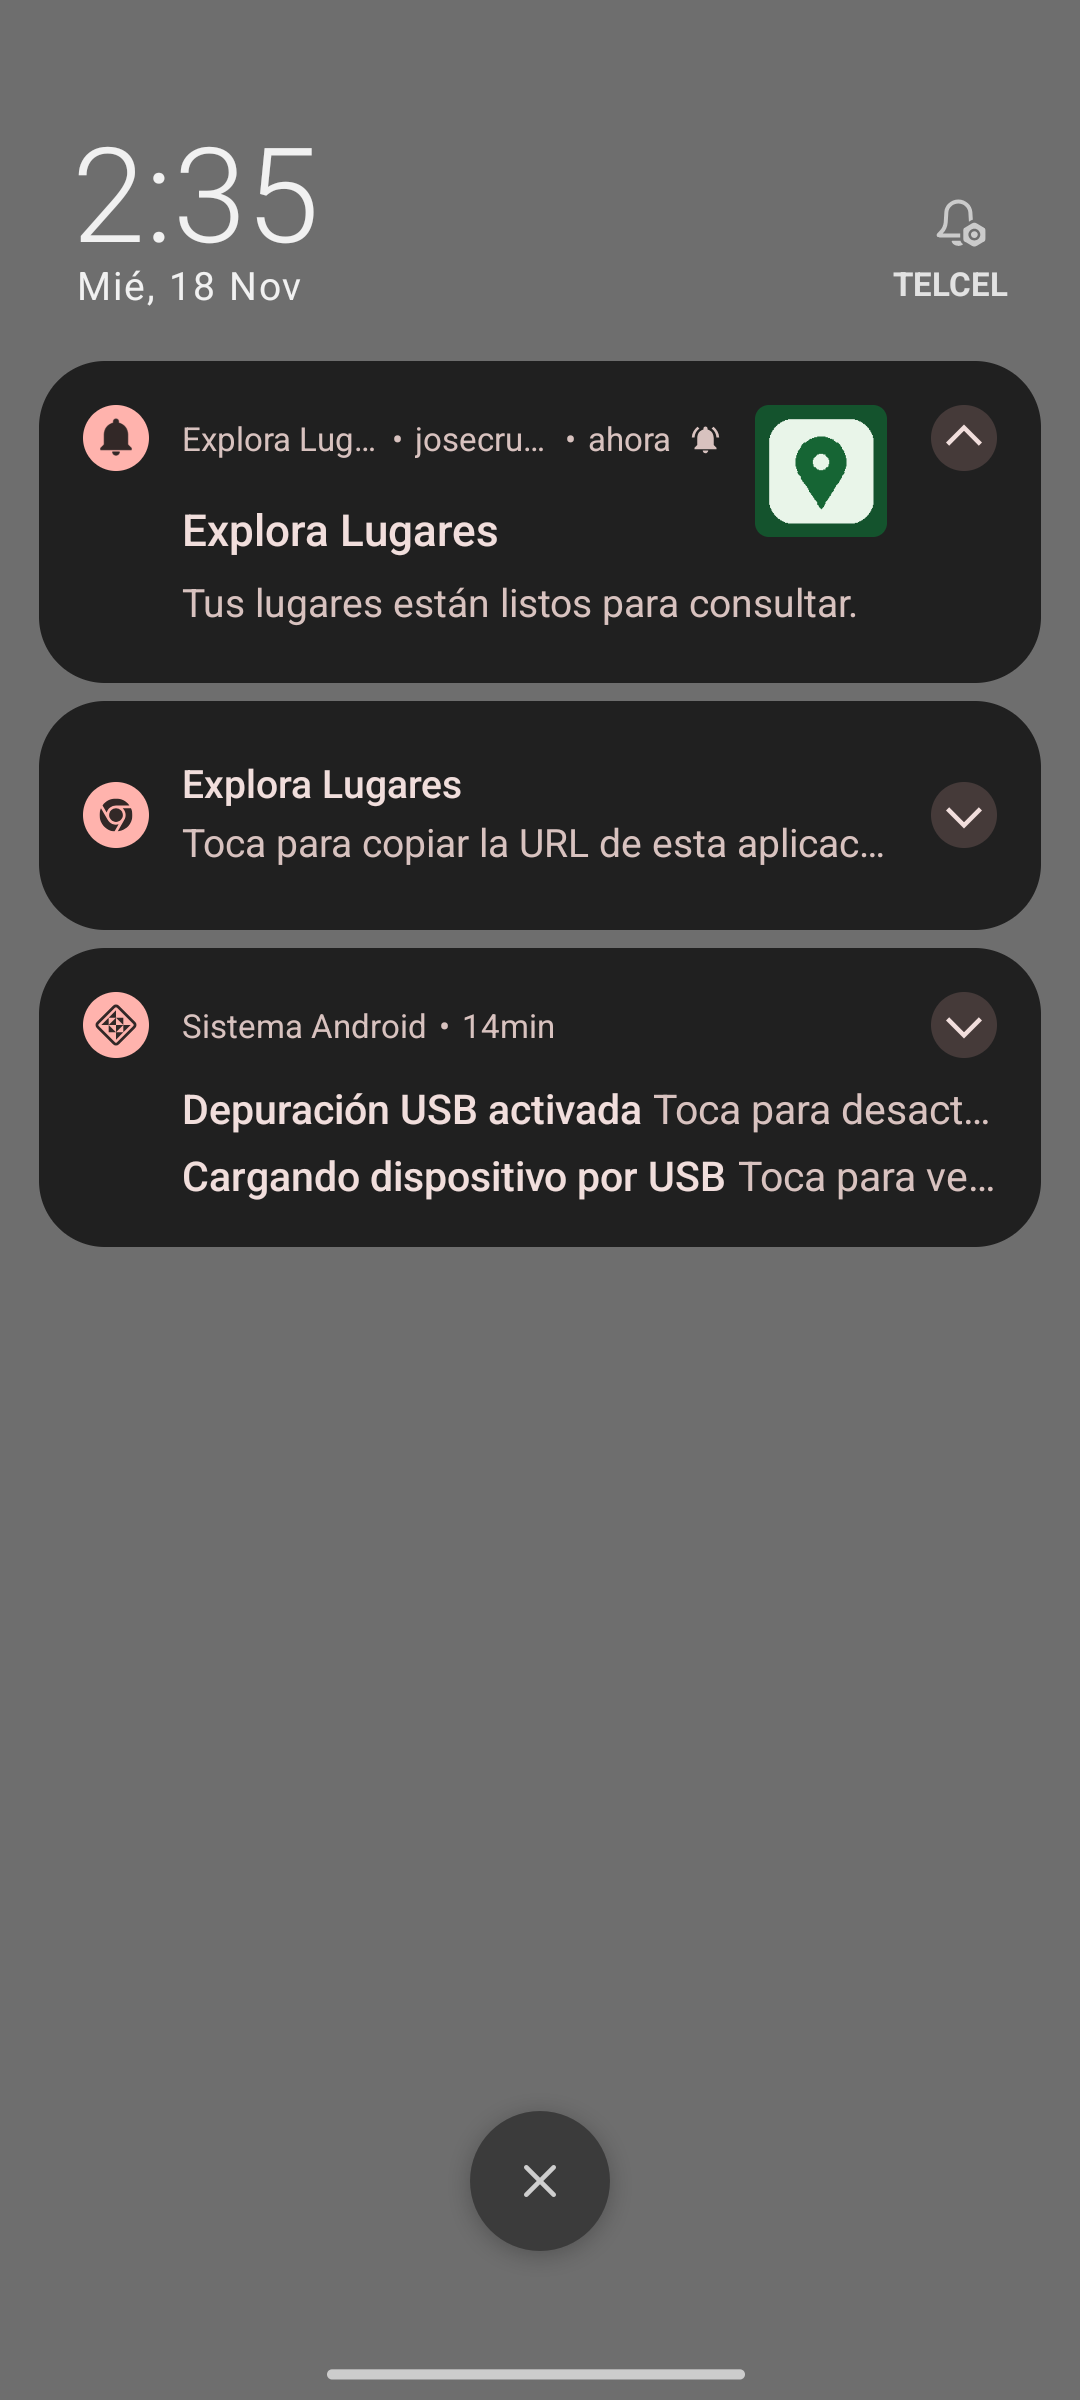 2:35
Mié, 18 Nov
TELCEL
Explora Lug… • josecru… • ahora
Explora Lugares
Tus lugares están listos para consultar.
Explora Lugares
Toca para copiar la URL de esta aplicac…
Sistema Android • 14min
Depuración USB activada Toca para desact…
Cargando dispositivo por USB Toca para ve…